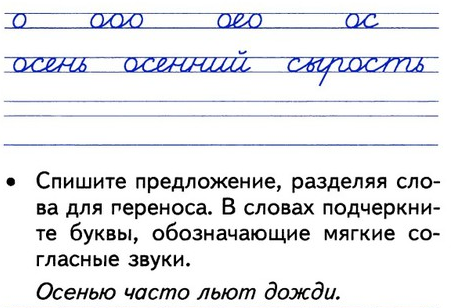 о ооо оео ос
осень осенний сырость
• Спишите предложение, разделяя сло-
ва для переноса. В словах подчеркни-
те буквы, обозначающие мягкие со-
гласные звуки.
Осенью часто льют дожди.